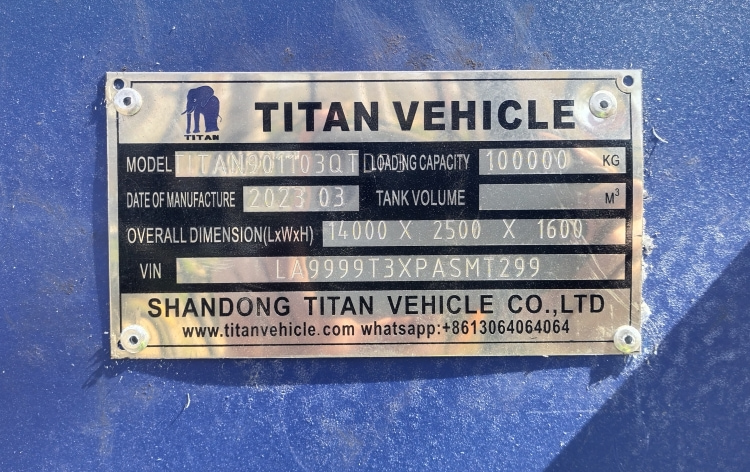 TITAN
TITAN VEHICLE
MODEL LOADING CAPACITY 100000 KG
DATE OF MANUFACTURE 2023 03 TANK VOLUME M³
OVERALL DIMENSION(LxWxH) 14000 X 2500 X 1600
VIN LA9999T3XPASMT299
SHANDONG TITAN VEHICLE CO.,LTD
www.titanvehicle.com whatsapp:+8613064064064